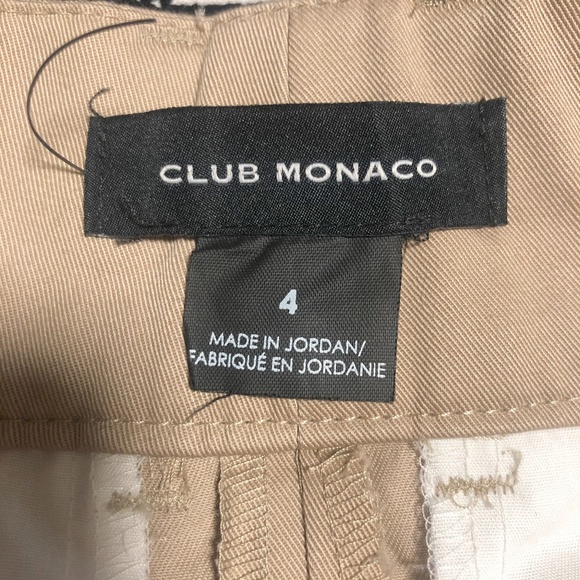 CLUB MONACO
4
MADE IN JORDAN/
FABRIQUÉ EN JORDANIE